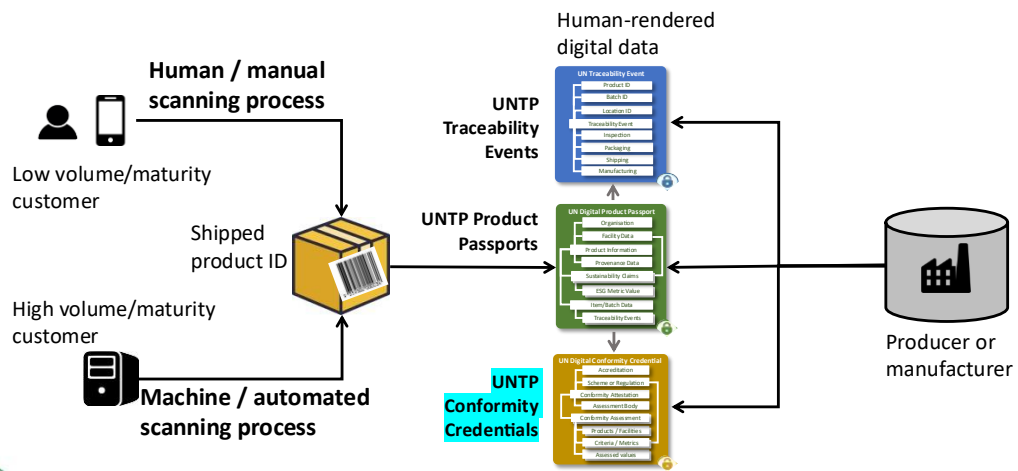 Human-rendered
digital data
Human / manual
scanning process
Low volume/maturity
customer
Shipped
product ID
High volume/maturity
customer
Machine / automated
scanning process
UNTP
Traceability
Events
UN Traceability Event
Product ID
Batch ID
Location ID
Traceability Event
Inspection
Packaging
Shipping
Manufacturing
UNTP Product
Passports
UN Digital Product Passport
Organisation
Facility Data
Product Information
Provenance Data
Sustainability Claims
ESG Metric Value
Item/Batch Data
Traceability Events
UNTP
Conformity
Credentials
UN Digital Conformity Credential
Accreditation
Scheme or Regulation
Conformity Attestation
Assessment Body
Conformity Assessment
Products / Facilities
Criteria / Metrics
Assessed values
Producer or
manufacturer